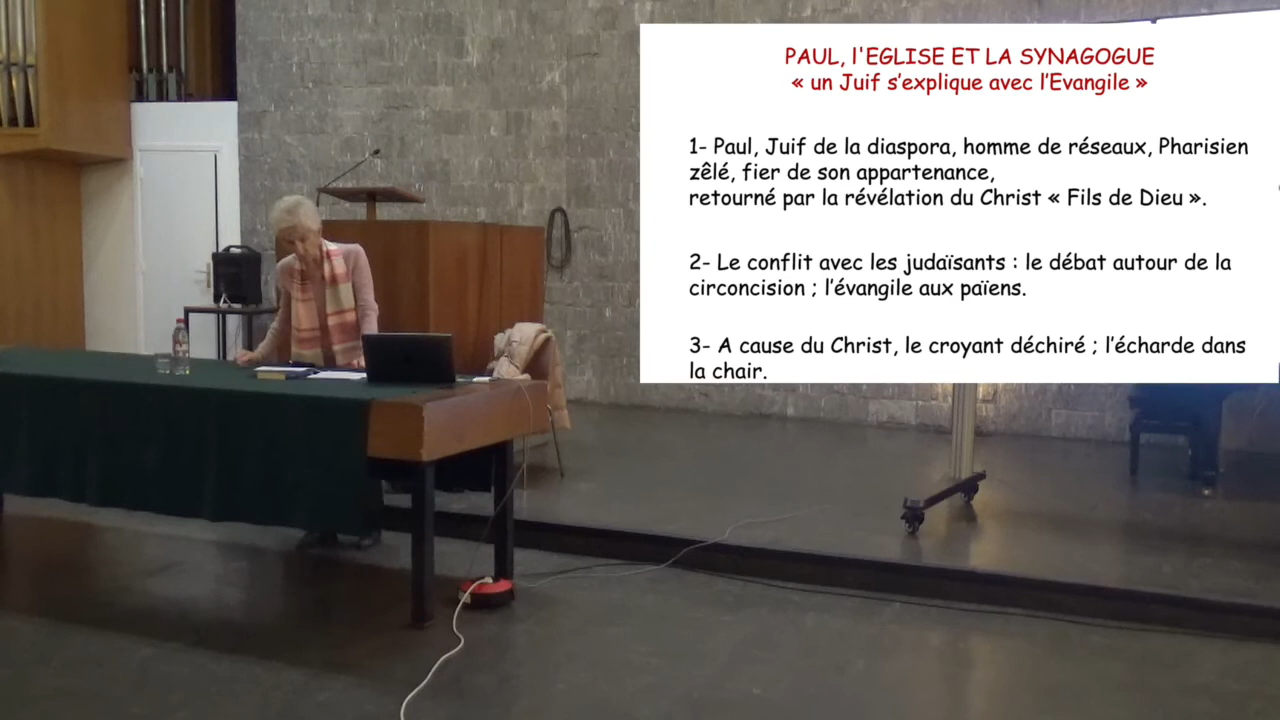 PAUL, l'EGLISE ET LA SYNAGOGUE
« un Juif s'explique avec l'Evangile »
1- Paul, Juif de la diaspora, homme de réseaux, Pharisien
zêlé, fier de son appartenance,
retourné par la révélation du Christ « Fils de Dieu ».
2- Le conflit avec les judaïsants : le débat autour de la
circoncision ; l'évangile aux païens.
3- A cause du Christ, le croyant déchiré ; l'écharde dans
la chair.